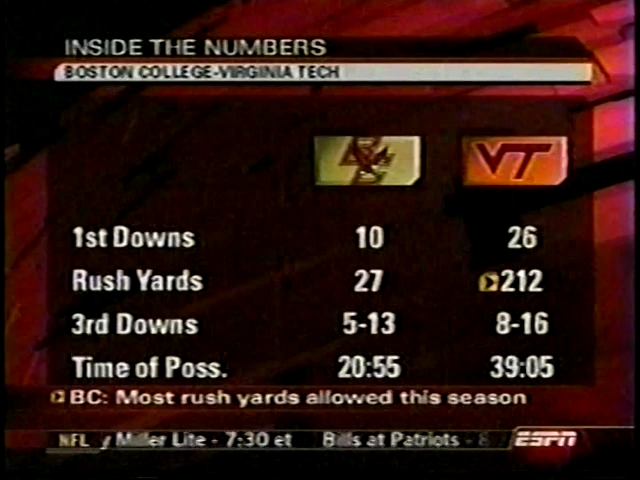 INSIDE THE NUMBERS
BOSTON COLLEGE-VIRGINIA TECH
BC VT
1st Downs 10 26
Rush Yards 27 212
3rd Downs 5-13 8-16
Time of Poss. 20:55 39:05
BC: Most rush yards allowed this season
NFL Miller Lite - 7:30 et Bills at Patriots - 8 ESPN